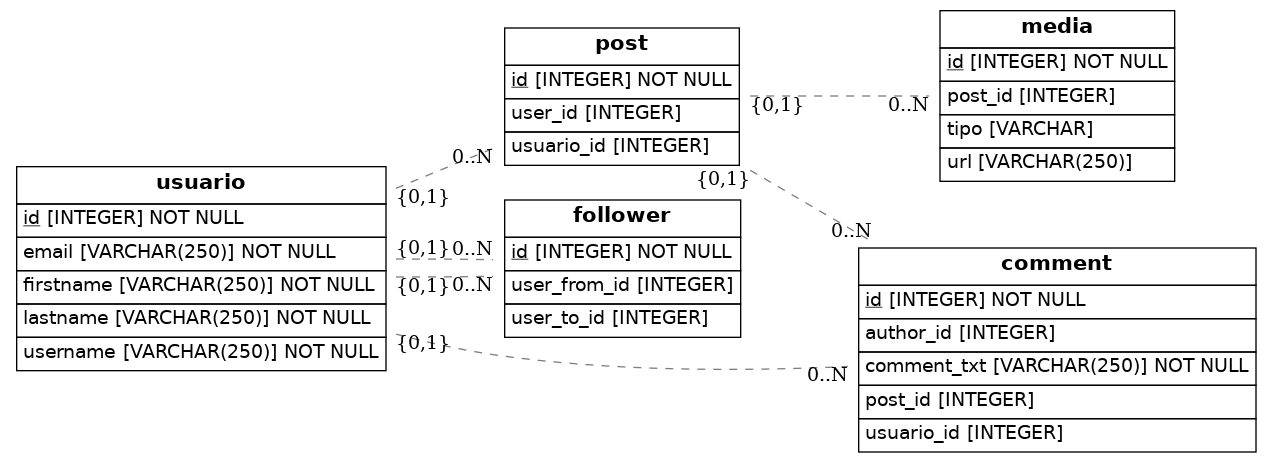 usuario
id [INTEGER] NOT NULL
email [VARCHAR(250)] NOT NULL
firstname [VARCHAR(250)] NOT NULL
lastname [VARCHAR(250)] NOT NULL
username [VARCHAR(250)] NOT NULL
post
id [INTEGER] NOT NULL
user_id [INTEGER]
usuario_id [INTEGER]
follower
id [INTEGER] NOT NULL
user_from_id [INTEGER]
user_to_id [INTEGER]
media
id [INTEGER] NOT NULL
post_id [INTEGER]
tipo [VARCHAR]
url [VARCHAR(250)]
comment
id [INTEGER] NOT NULL
author_id [INTEGER]
comment_txt [VARCHAR(250)] NOT NULL
post_id [INTEGER]
usuario_id [INTEGER]
0..N
{0,1}
{0,1} 0..N
{0,1} 0..N
{0,1}
0..N
{0,1}
0..N
{0,1}
0..N